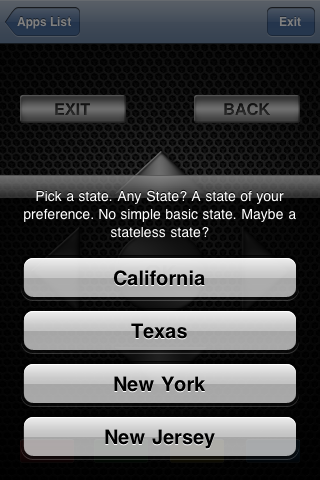 Apps List
Exit
EXIT
BACK
Pick a state. Any State? A state of your
preference. No simple basic state. Maybe a
stateless state?
California
Texas
New York
New Jersey